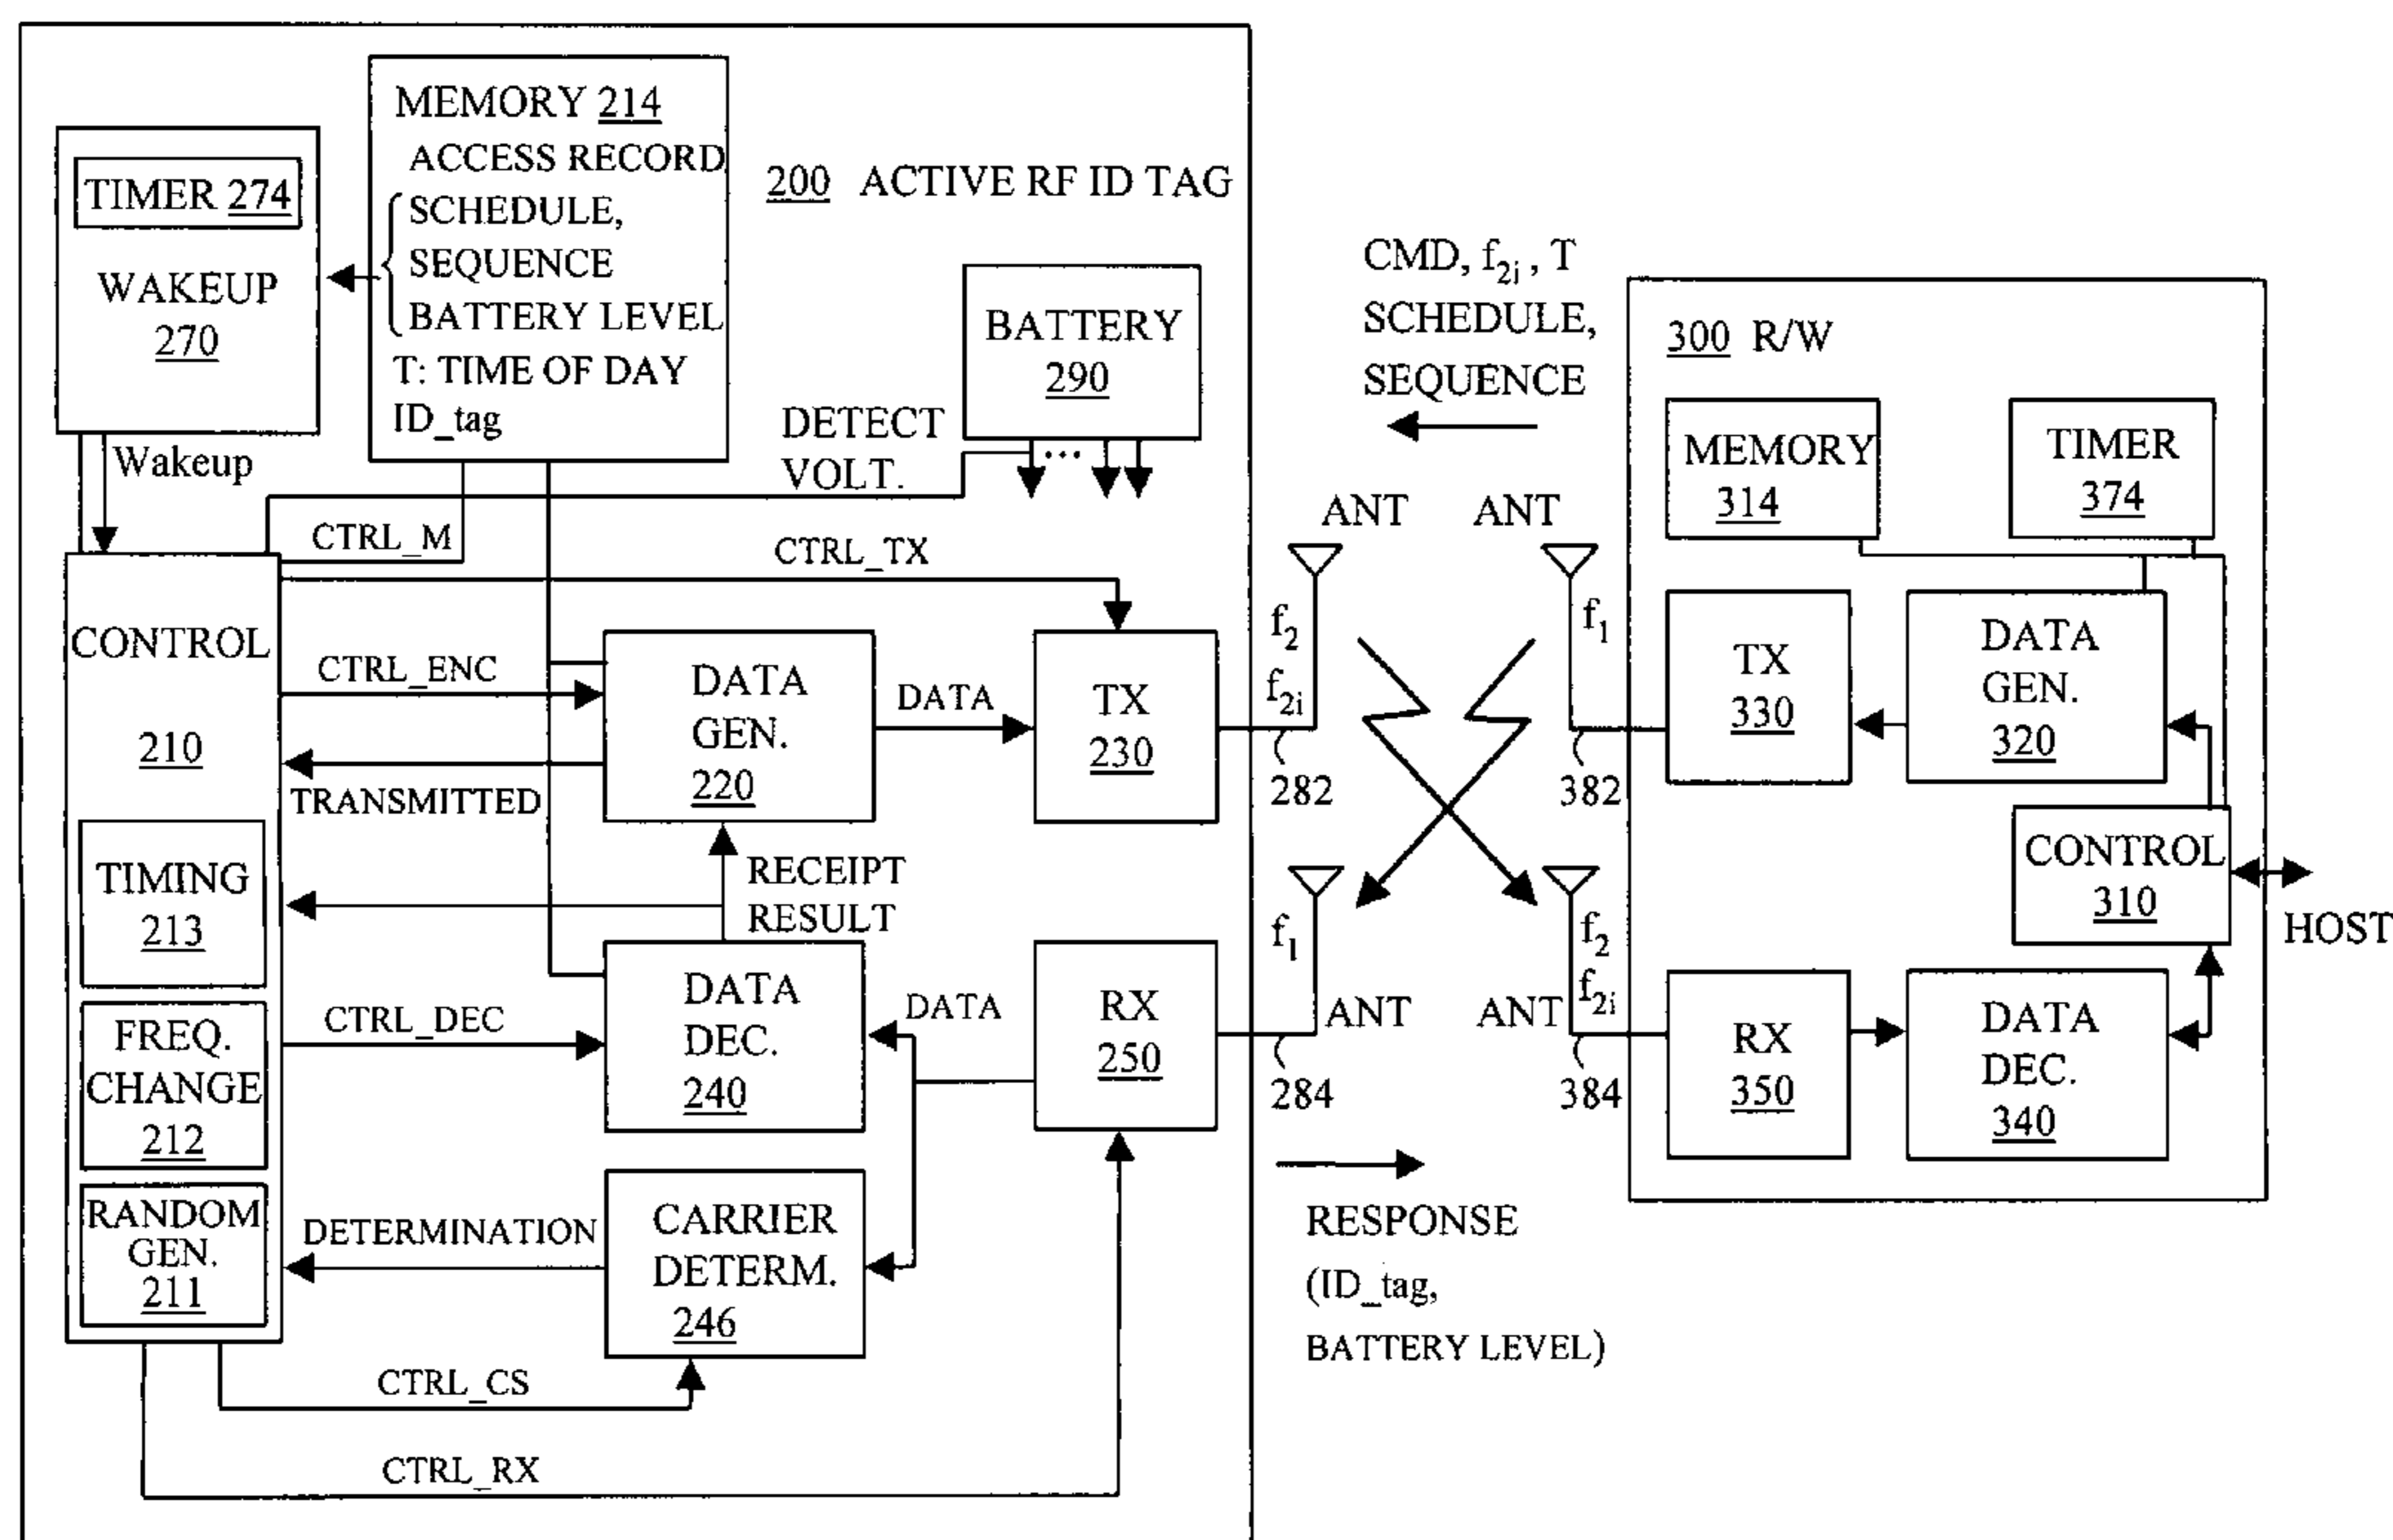 MEMORY 214
ACCESS RECORD
SCHEDULE,
SEQUENCE
BATTERY LEVEL
T: TIME OF DAY
ID_tag
TIMER 274
WAKEUP
270
Wakeup
200 ACTIVE RF ID TAG
BATTERY
290
...
DETECT
VOLT.
CTRL_M
CTRL_TX
CONTROL
210
CTRL_ENC
DATA
GEN.
220
DATA
TX
230
TRANSMITTED
TIMING
213
RECEIPT
RESULT
FREQ.
CHANGE
212
CTRL_DEC
DATA
DEC.
240
DATA
RX
250
RANDOM
GEN.
211
DETERMINATION
CARRIER
DETERM.
246
CTRL_CS
CTRL_RX
CMD, f2i, T
SCHEDULE,
SEQUENCE
ANT
ANT
f2
f2i
f1
282
382
f1
f2
f2i
ANT
ANT
284
384
RESPONSE
(ID_tag,
BATTERY LEVEL)
300 R/W
MEMORY
314
TIMER
374
TX
330
DATA
GEN.
320
CONTROL
310
HOST
RX
350
DATA
DEC.
340